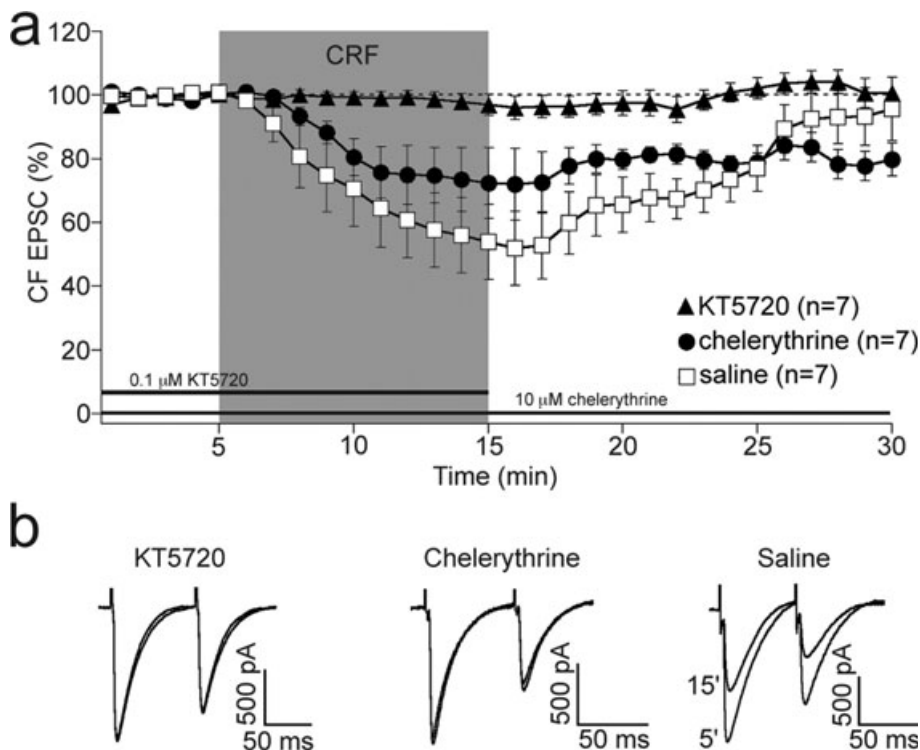 a
120
100
80
60
40
20
0
CF EPSC (%)
CRF
KT5720 (n=7)
chelerythrine (n=7)
saline (n=7)
0.1 μM KT5720
10 μM chelerythrine
5 10 15 20 25 30
Time (min)
b
KT5720 Chelerythrine Saline
500 pA
50 ms
500 pA
50 ms
15'
5'
500 pA
50 ms